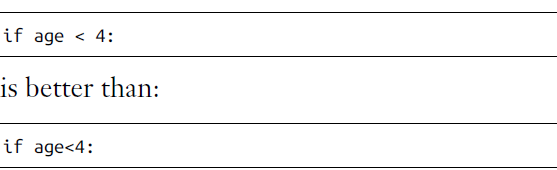 if age < 4:
is better than:
if age<4: